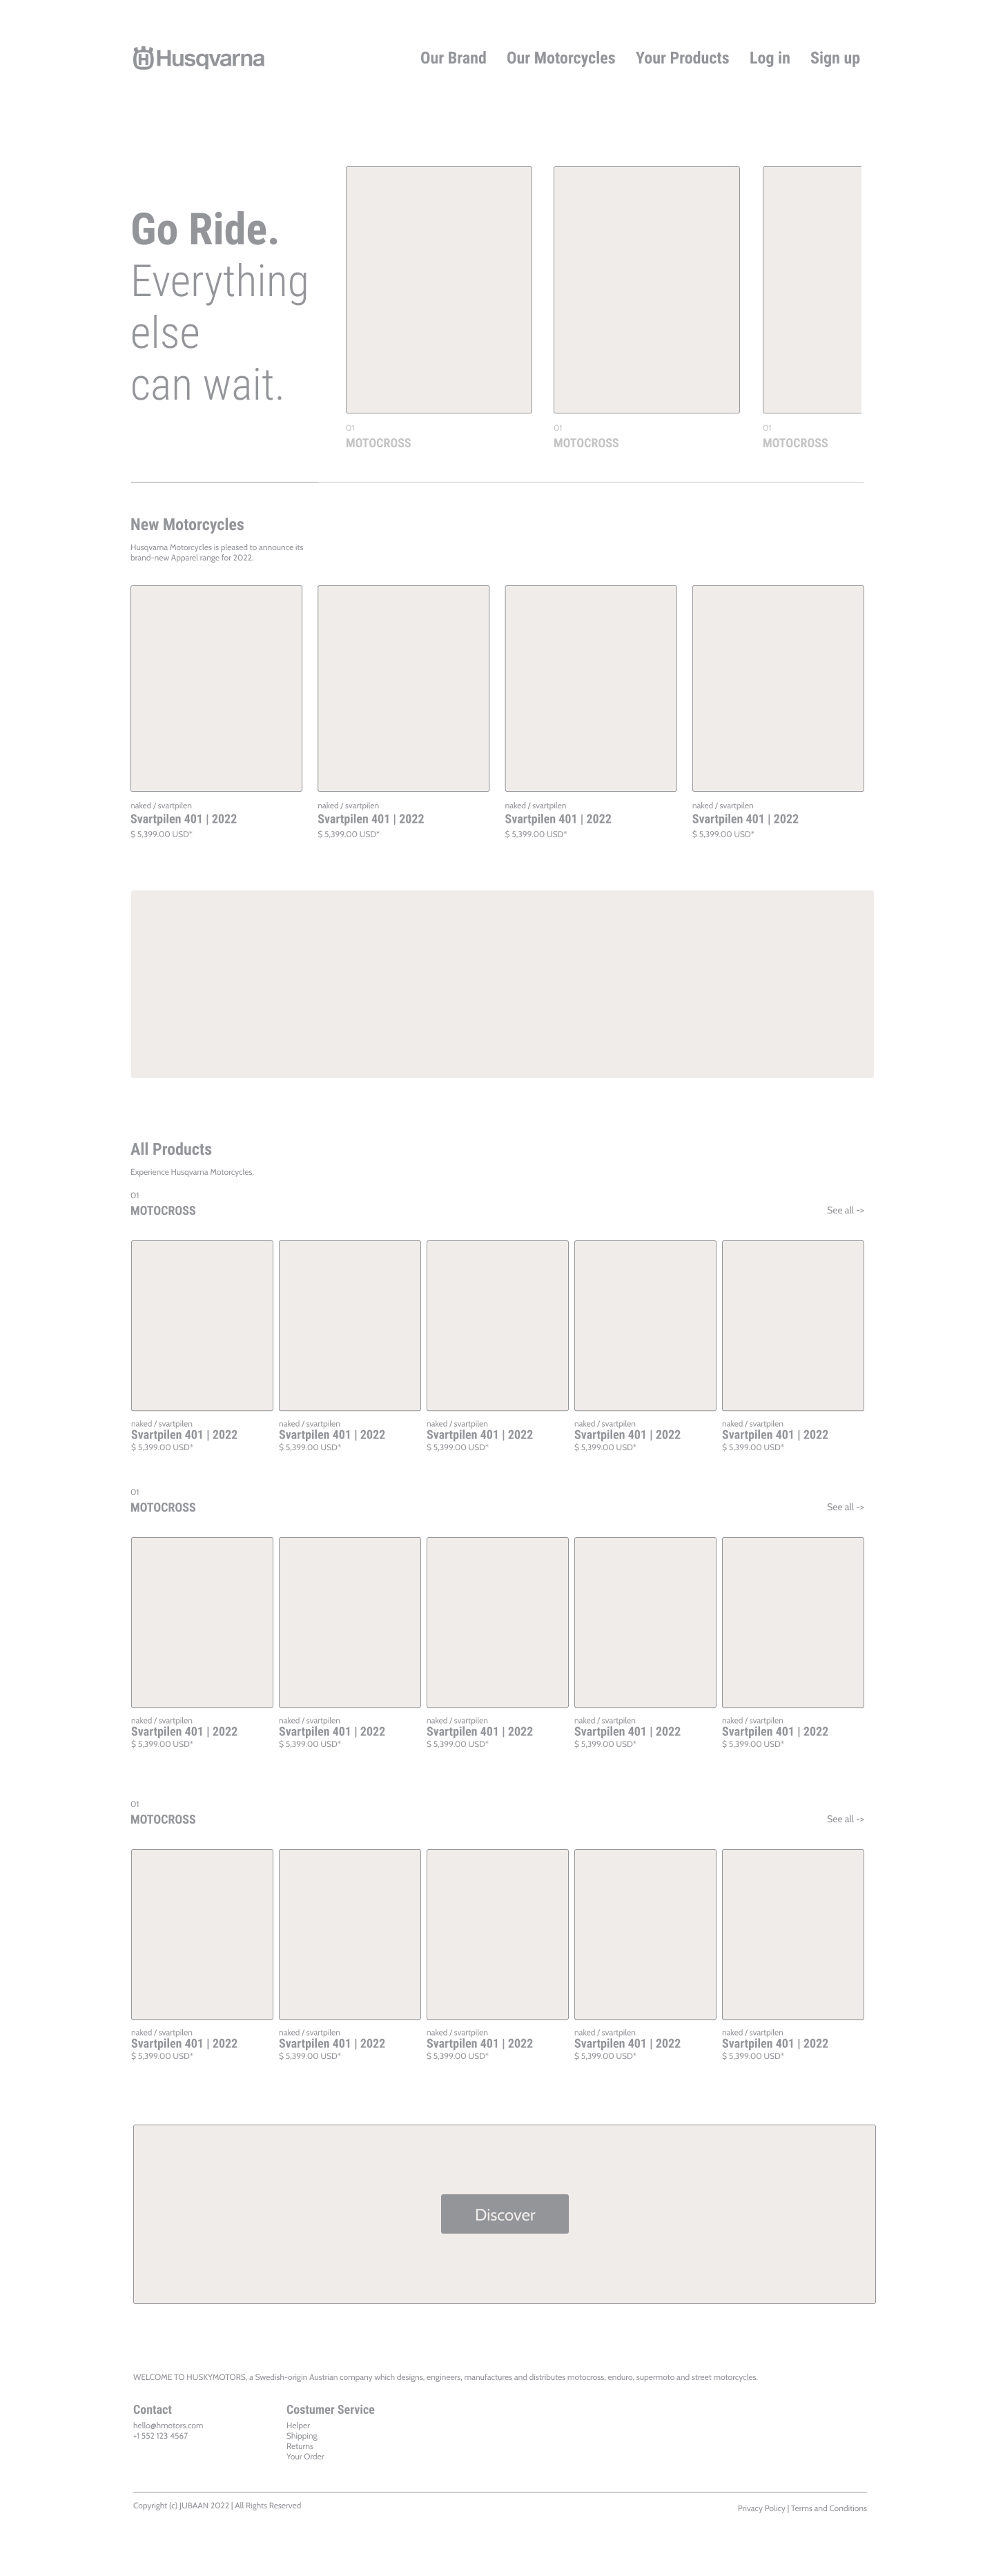 Husqvarna
Our Brand
Our Motorcycles
Your Products
Log in
Sign up
Go Ride.
Everything
else
can wait.
01
MOTOCROSS
01
MOTOCROSS
01
MOTOCROSS
New Motorcycles
Husqvarna Motorcycles is pleased to announce its
brand-new Apparel range for 2022.
naked / svartpilen
Svartpilen 401 | 2022
$ 5,399.00 USD*
naked / svartpilen
Svartpilen 401 | 2022
$ 5,399.00 USD*
naked / svartpilen
Svartpilen 401 | 2022
$ 5,399.00 USD*
naked / svartpilen
Svartpilen 401 | 2022
$ 5,399.00 USD*
All Products
Experience Husqvarna Motorcycles.
01
MOTOCROSS
See all ->
naked / svartpilen
Svartpilen 401 | 2022
$ 5,399.00 USD*
naked / svartpilen
Svartpilen 401 | 2022
$ 5,399.00 USD*
naked / svartpilen
Svartpilen 401 | 2022
$ 5,399.00 USD*
naked / svartpilen
Svartpilen 401 | 2022
$ 5,399.00 USD*
naked / svartpilen
Svartpilen 401 | 2022
$ 5,399.00 USD*
01
MOTOCROSS
See all ->
naked / svartpilen
Svartpilen 401 | 2022
$ 5,399.00 USD*
naked / svartpilen
Svartpilen 401 | 2022
$ 5,399.00 USD*
naked / svartpilen
Svartpilen 401 | 2022
$ 5,399.00 USD*
naked / svartpilen
Svartpilen 401 | 2022
$ 5,399.00 USD*
naked / svartpilen
Svartpilen 401 | 2022
$ 5,399.00 USD*
01
MOTOCROSS
See all ->
naked / svartpilen
Svartpilen 401 | 2022
$ 5,399.00 USD*
naked / svartpilen
Svartpilen 401 | 2022
$ 5,399.00 USD*
naked / svartpilen
Svartpilen 401 | 2022
$ 5,399.00 USD*
naked / svartpilen
Svartpilen 401 | 2022
$ 5,399.00 USD*
naked / svartpilen
Svartpilen 401 | 2022
$ 5,399.00 USD*
Discover
WELCOME TO HUSKYMOTORS, a Swedish-origin Austrian company which designs, engineers, manufactures and distributes motocross, enduro, supermoto and street motorcycles.
Contact
hello@hmotors.com
+1 552 123 4567
Costumer Service
Helper
Shipping
Returns
Your Order
Copyright (c) JUBAAN 2022 | All Rights Reserved
Privacy Policy | Terms and Conditions